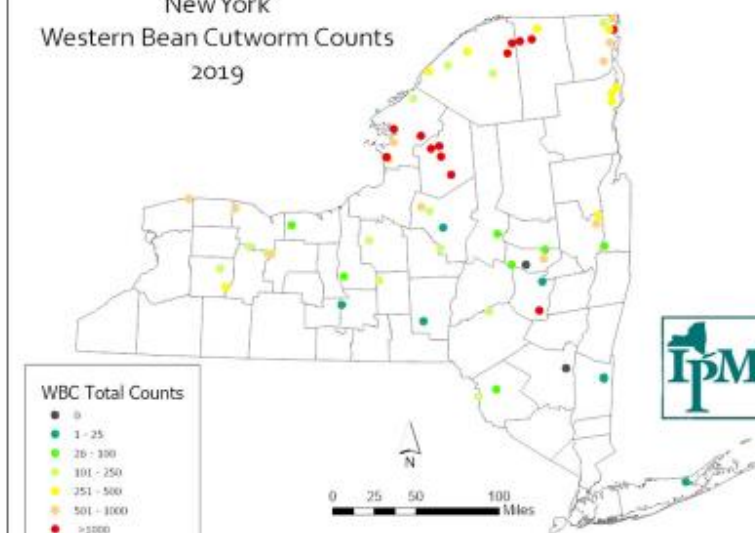 New York
Western Bean Cutworm Counts
2019
IPM
WBC Total Counts
0
1 - 25
26 - 100
101 - 250
251 - 500
501 - 1000
>1000
N
0 25 50 100
Miles